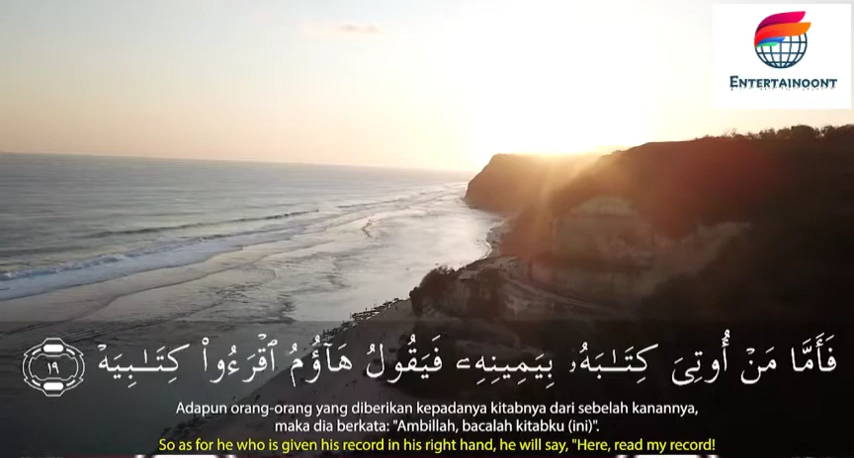 ENTERTAINOONT
فَأَمَّا مَنْ أُوتِىَ كِتَـٰبَهُۥ بِيَمِينِهِۦ فَيَقُولُ هَآؤُمُ ٱقْرَءُوا۟ كِتَـٰبِيَهْ ١٩
Adapun orang-orang yang diberikan kepadanya kitabnya dari sebelah kanannya,
maka dia berkata: "Ambillah, bacalah kitabku (ini)".
So as for he who is given his record in his right hand, he will say, "Here, read my record!